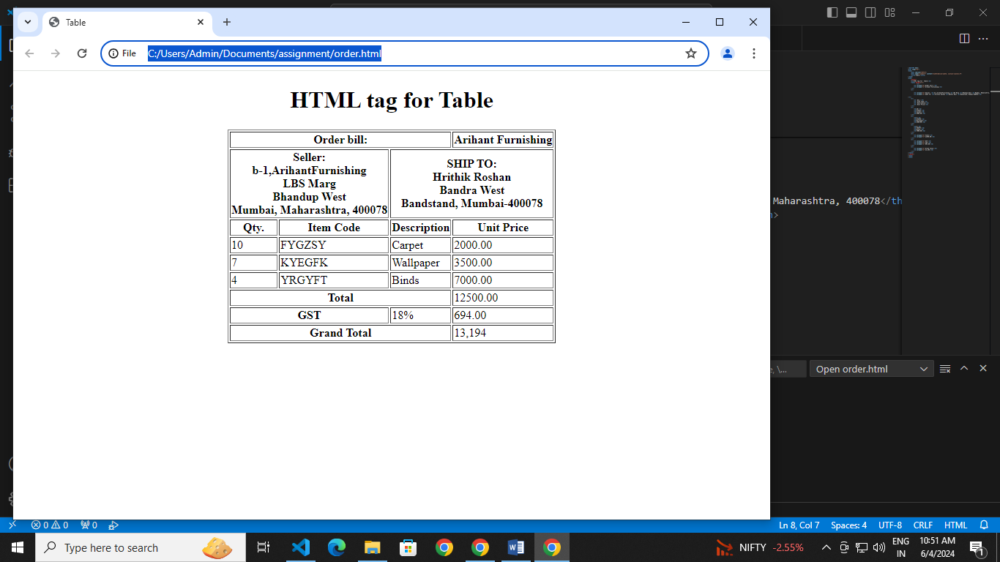 Table
File
C:/Users/Admin/Documents/assignment/order.html
HTML tag for Table
Order bill: Arihant Furnishing
Seller:
b-1,ArihantFurnishing
LBS Marg
Bhandup West
Mumbai, Maharashtra, 400078
SHIP TO:
Hrithik Roshan
Bandra West
Bandstand, Mumbai-400078
Qty. Item Code Description Unit Price
10 FYGZSY Carpet 2000.00
7 KYEGFK Wallpaper 3500.00
4 YRGYFT Binds 7000.00
Total 12500.00
GST 18% 694.00
Grand Total 13,194
Maharashtra, 400078</th
>
Open order.html
0 0 0
Ln 8, Col 7 Spaces: 4 UTF-8 CRLF HTML
Type here to search
NIFTY -2.55%
ENG
IN
10:51 AM
6/4/2024
1